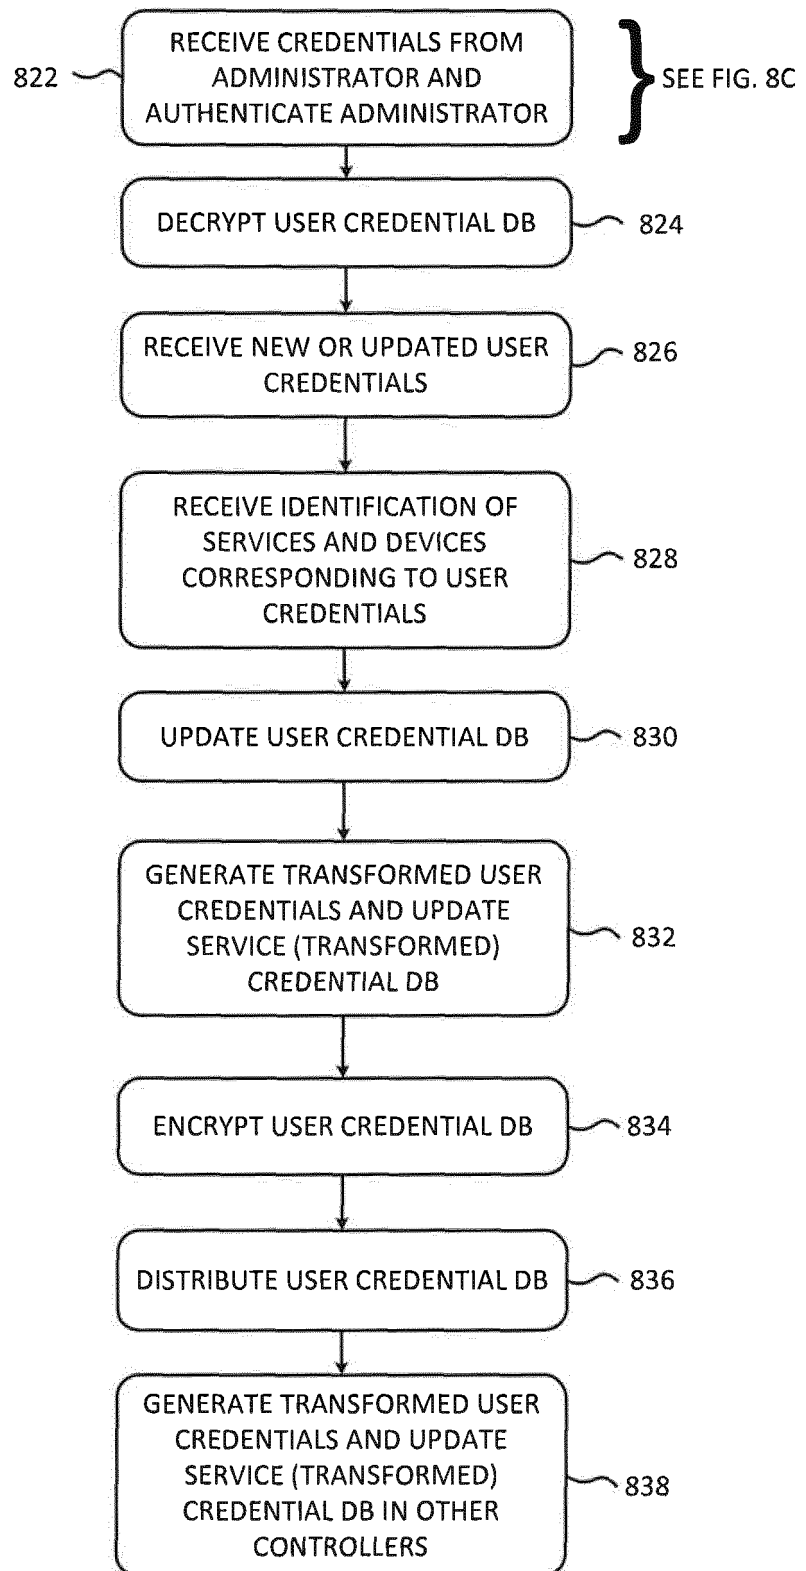 RECEIVE CREDENTIALS FROM
ADMINISTRATOR AND
AUTHENTICATE ADMINISTRATOR
822
SEE FIG. 8C
DECRYPT USER CREDENTIAL DB
824
RECEIVE NEW OR UPDATED USER
CREDENTIALS
826
RECEIVE IDENTIFICATION OF
SERVICES AND DEVICES
CORRESPONDING TO USER
CREDENTIALS
828
UPDATE USER CREDENTIAL DB
830
GENERATE TRANSFORMED USER
CREDENTIALS AND UPDATE
SERVICE (TRANSFORMED)
CREDENTIAL DB
832
ENCRYPT USER CREDENTIAL DB
834
DISTRIBUTE USER CREDENTIAL DB
836
GENERATE TRANSFORMED USER
CREDENTIALS AND UPDATE
SERVICE (TRANSFORMED)
CREDENTIAL DB IN OTHER
CONTROLLERS
838